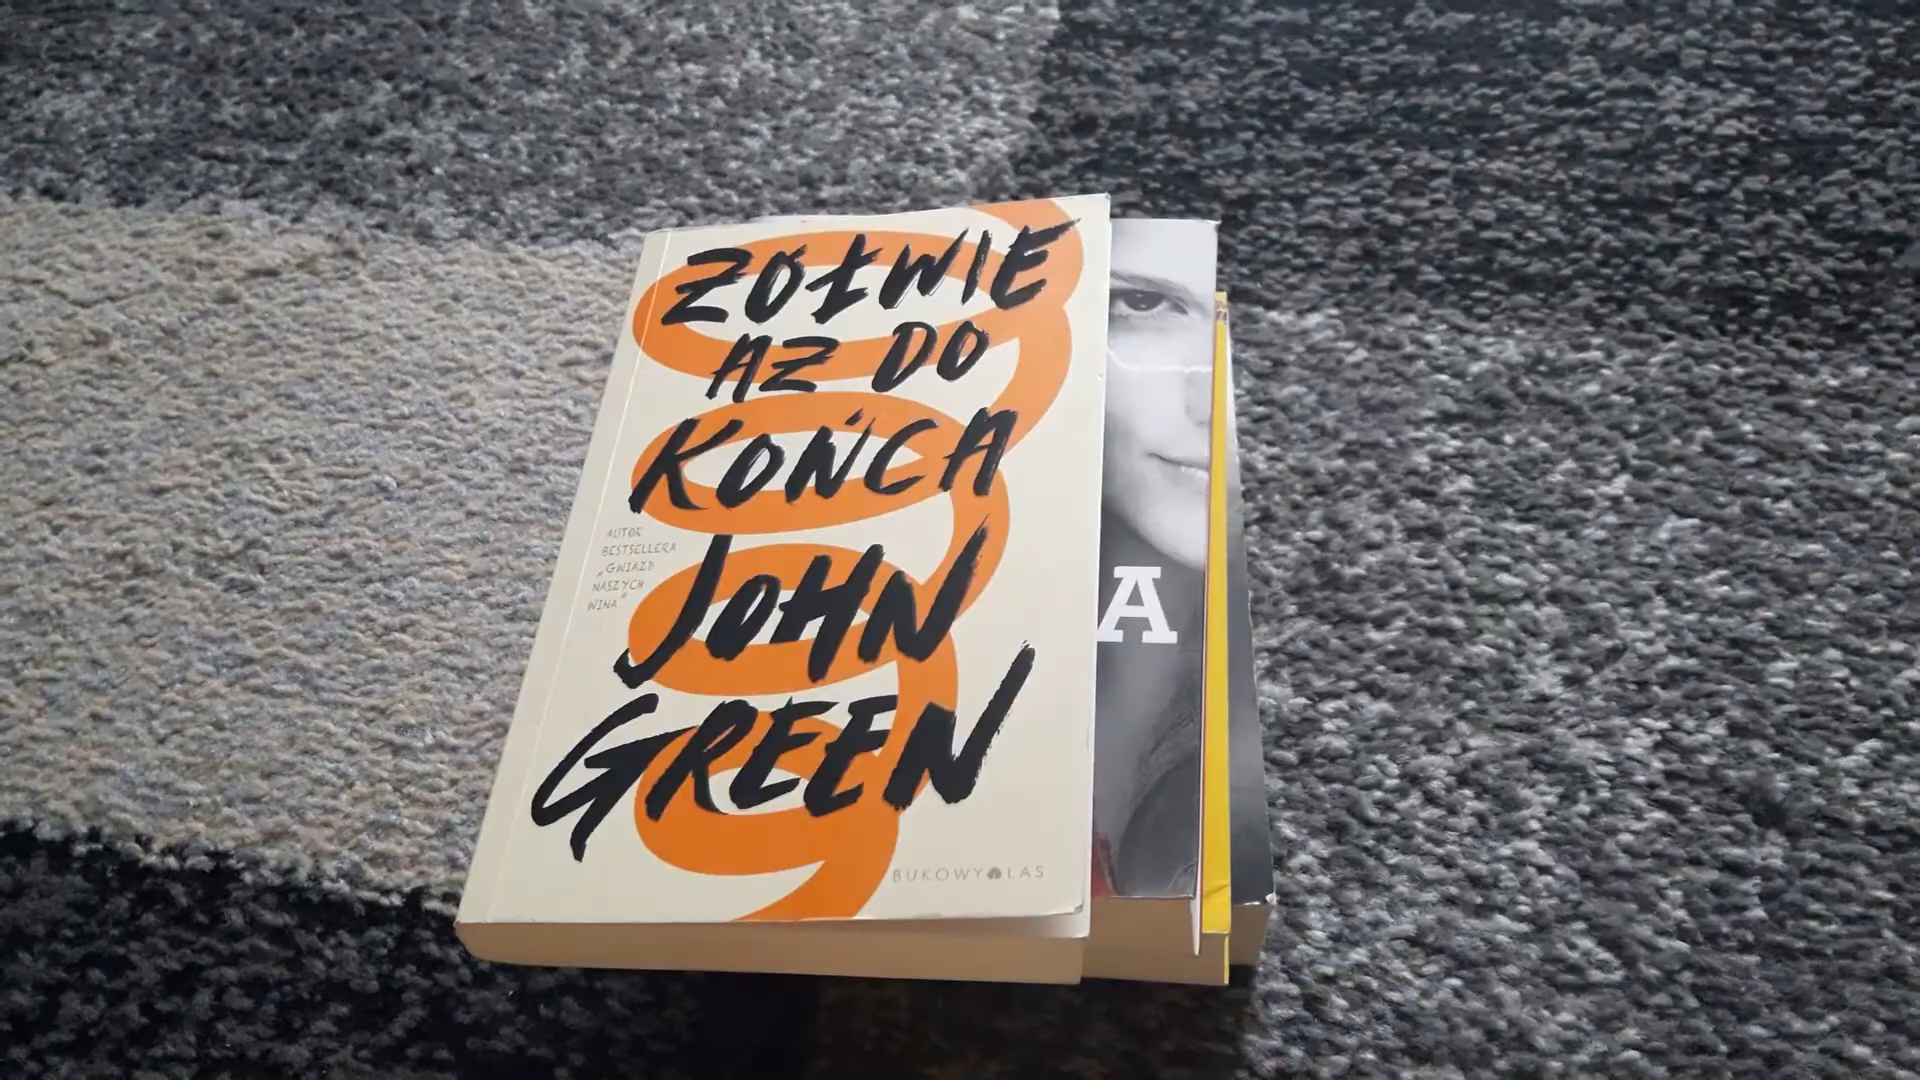 ŻÓŁWIE
AŻ DO
KOŃCA
AUTOR
BESTSELLERA
„GWIAZD
NASZYCH
WINA”
JOHN
GREEN
BUKOWY LAS
A